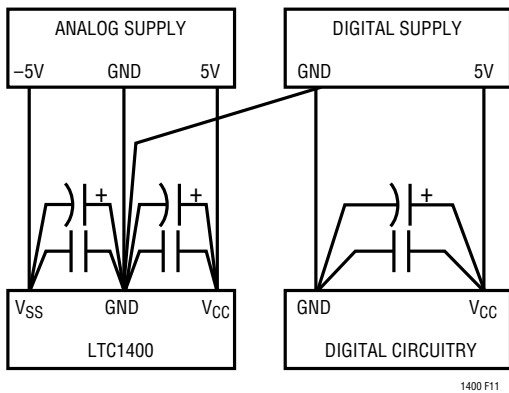 ANALOG SUPPLY
–5V GND 5V
DIGITAL SUPPLY
GND 5V
+ +
+
VSS GND VCC
LTC1400
GND VCC
DIGITAL CIRCUITRY
1400 F11